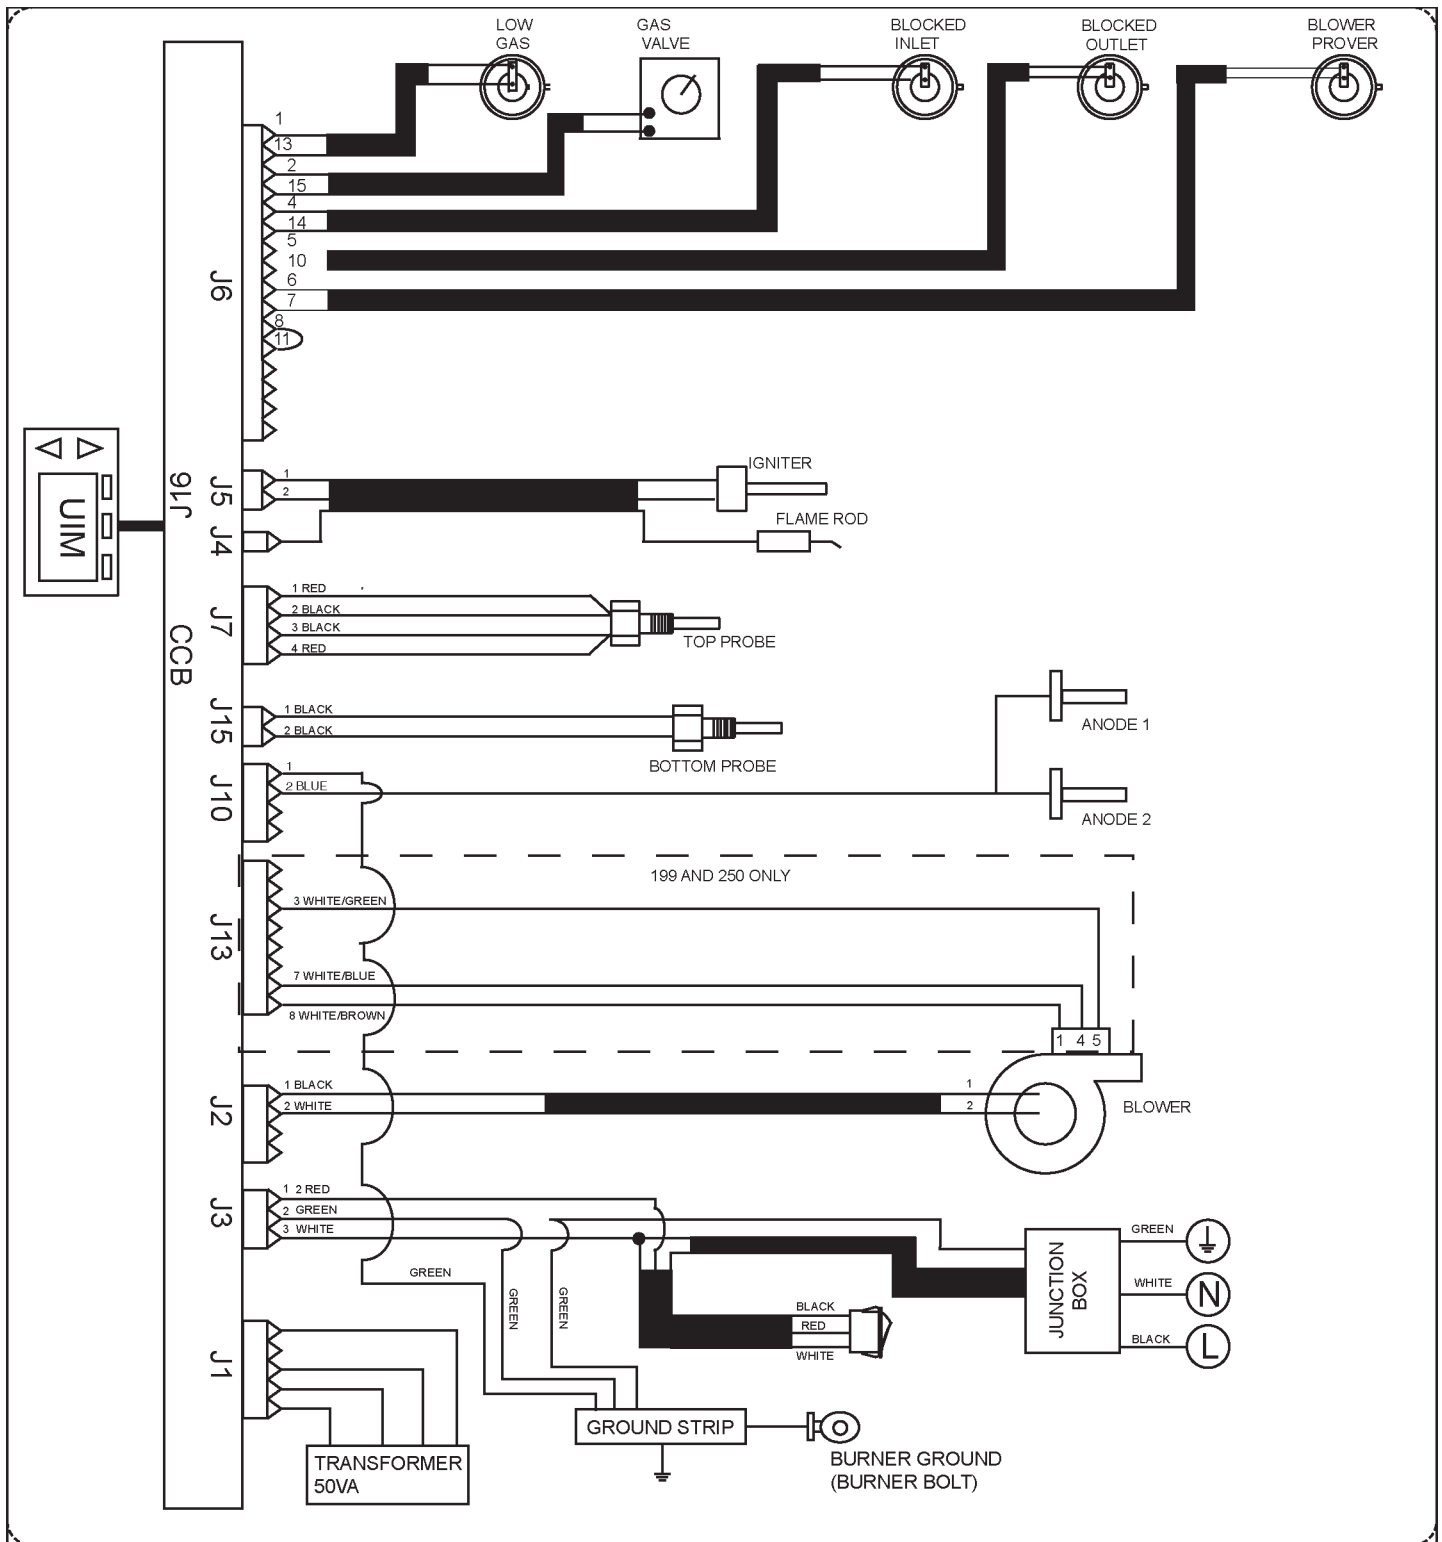 LOW
GAS
GAS
VALVE
BLOCKED
INLET
BLOCKED
OUTLET
BLOWER
PROVER
1
13
2
15
4
14
5
10
6
7
8
11
J6
UIM
J16
CCB
J5
1
2
IGNITER
J4
FLAME ROD
J7
1 RED
2 BLACK
3 BLACK
4 RED
TOP PROBE
J15
1 BLACK
2 BLACK
BOTTOM PROBE
ANODE 1
J10
1
2 BLUE
ANODE 2
199 AND 250 ONLY
J13
3 WHITE/GREEN
7 WHITE/BLUE
8 WHITE/BROWN
1 4 5
J2
1 BLACK
2 WHITE
1
2
BLOWER
J3
1 2 RED
2 GREEN
3 WHITE
GREEN
GREEN
GREEN
BLACK
RED
WHITE
JUNCTION
BOX
GREEN
WHITE
N
BLACK
L
J1
TRANSFORMER
50VA
GROUND STRIP
BURNER GROUND
(BURNER BOLT)